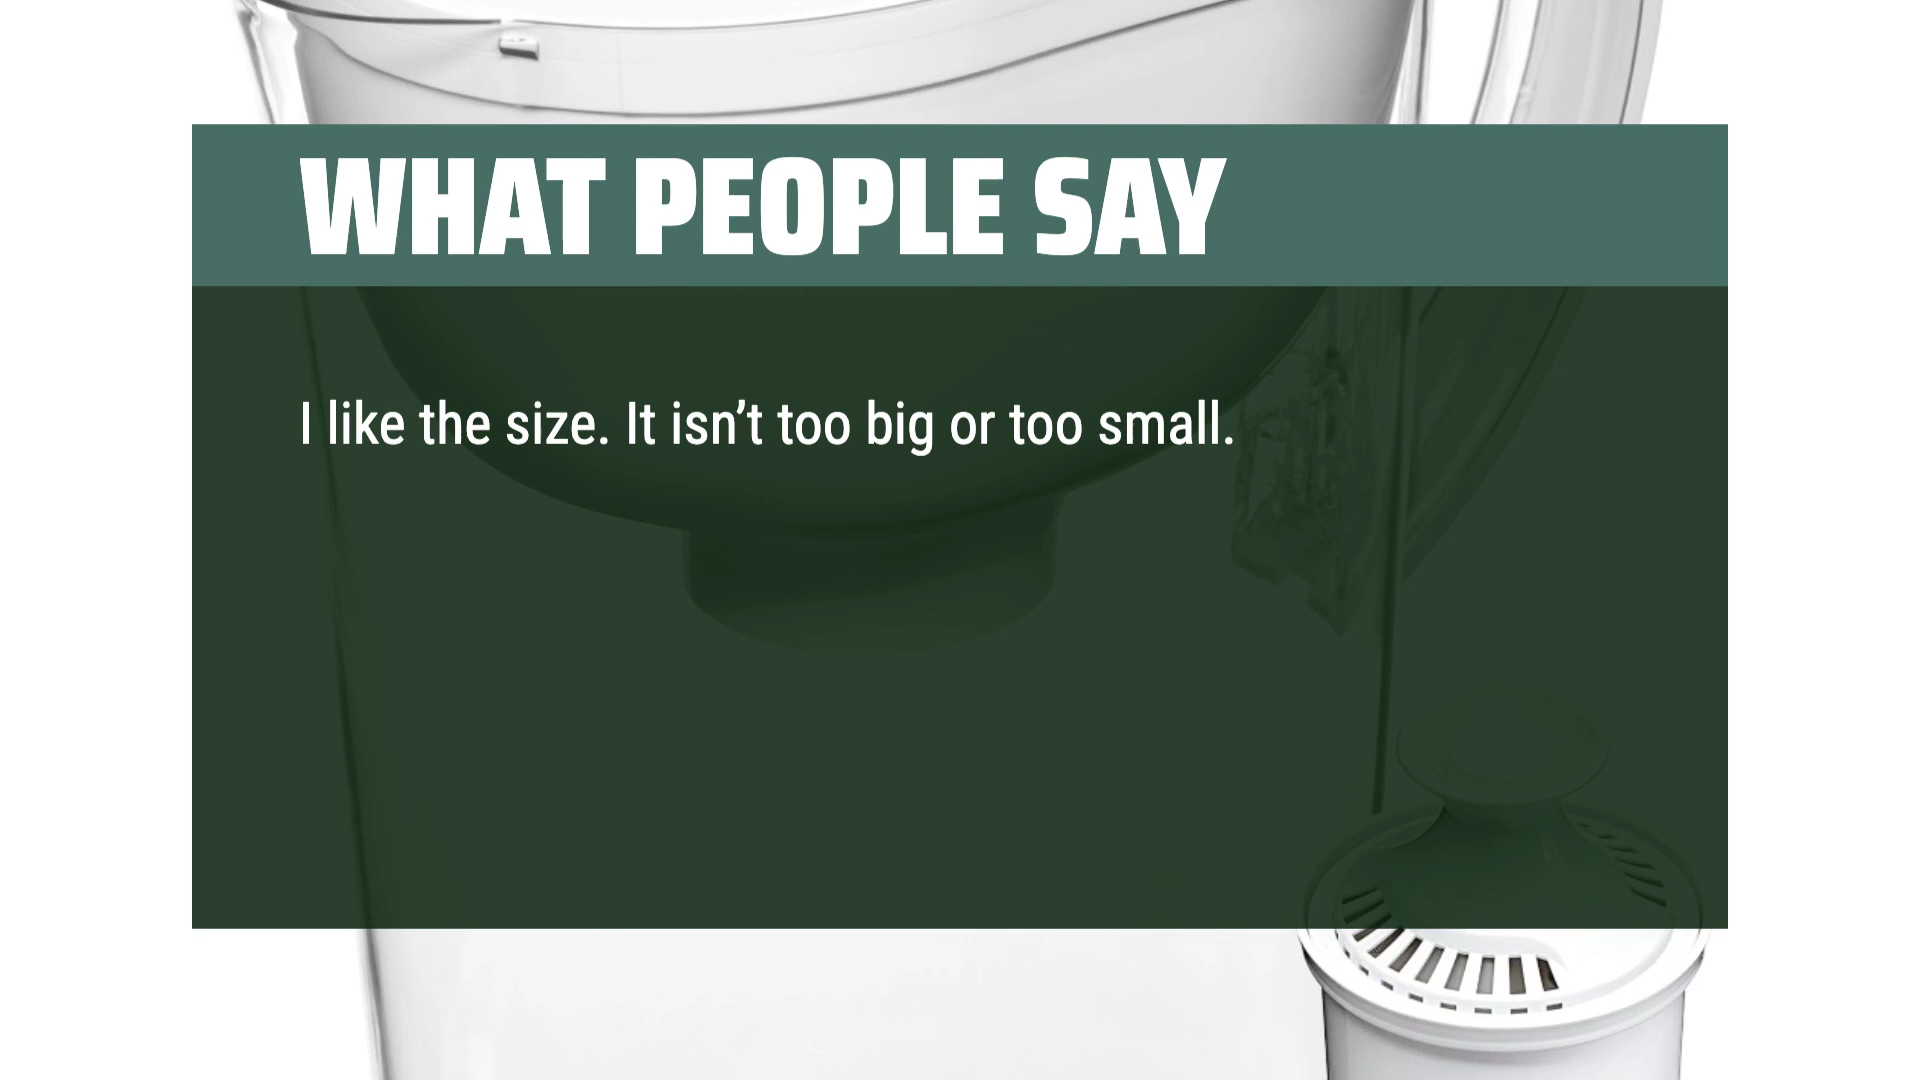 WHAT PEOPLE SAY
I like the size. It isn’t too big or too small.